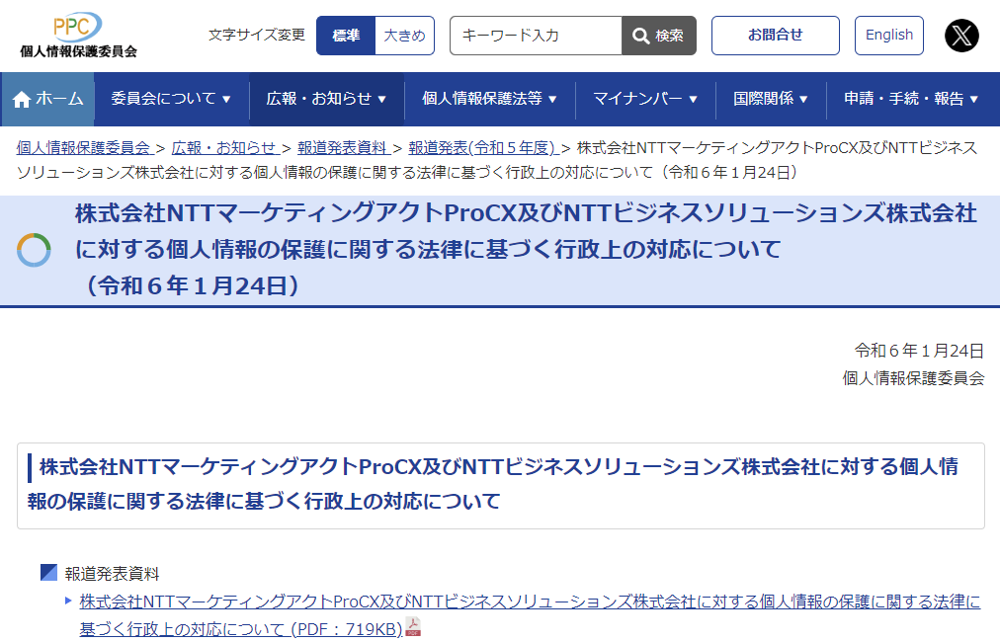 PPC
個人情報保護委員会
文字サイズ変更
標準
大きめ
キーワード入力
検索
お問合せ
English
X
ホーム
委員会について ▼
広報・お知らせ ▼
個人情報保護法等 ▼
マイナンバー ▼
国際関係 ▼
申請・手続・報告 ▼
個人情報保護委員会 > 広報・お知らせ > 報道発表資料 > 報道発表(令和５年度) > 株式会社NTTマーケティングアクトProCX及びNTTビジネス
ソリューションズ株式会社に対する個人情報の保護に関する法律に基づく行政上の対応について（令和６年１月24日）
株式会社NTTマーケティングアクトProCX及びNTTビジネスソリューションズ株式会社
に対する個人情報の保護に関する法律に基づく行政上の対応について
（令和６年１月24日）
令和６年１月24日
個人情報保護委員会
株式会社NTTマーケティングアクトProCX及びNTTビジネスソリューションズ株式会社に対する個人情
報の保護に関する法律に基づく行政上の対応について
報道発表資料
株式会社NTTマーケティングアクトProCX及びNTTビジネスソリューションズ株式会社に対する個人情報の保護に関する法律に
基づく行政上の対応について (PDF : 719KB)